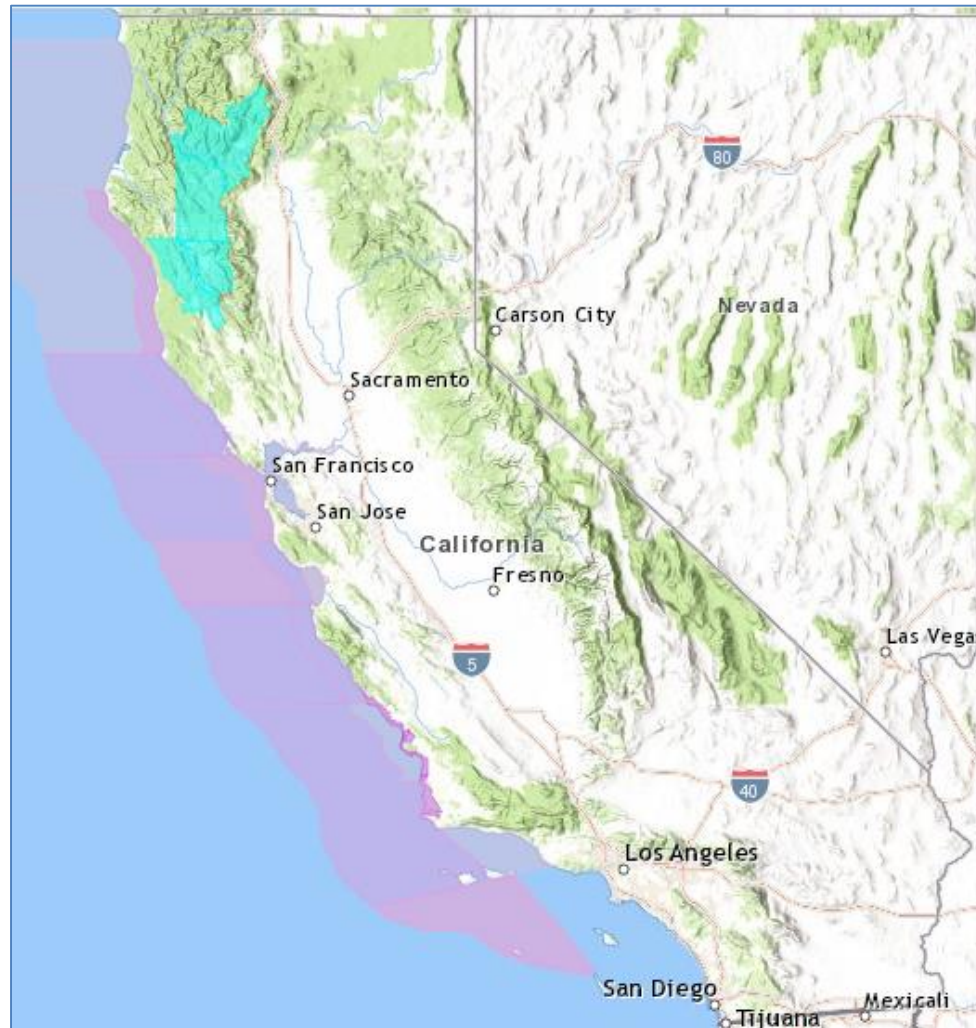 80
Nevada
Carson City
Sacramento
San Francisco
San Jose
California
Fresno
Las Vega
5
40
Los Angeles
San Diego
Mexicali
Tijuana